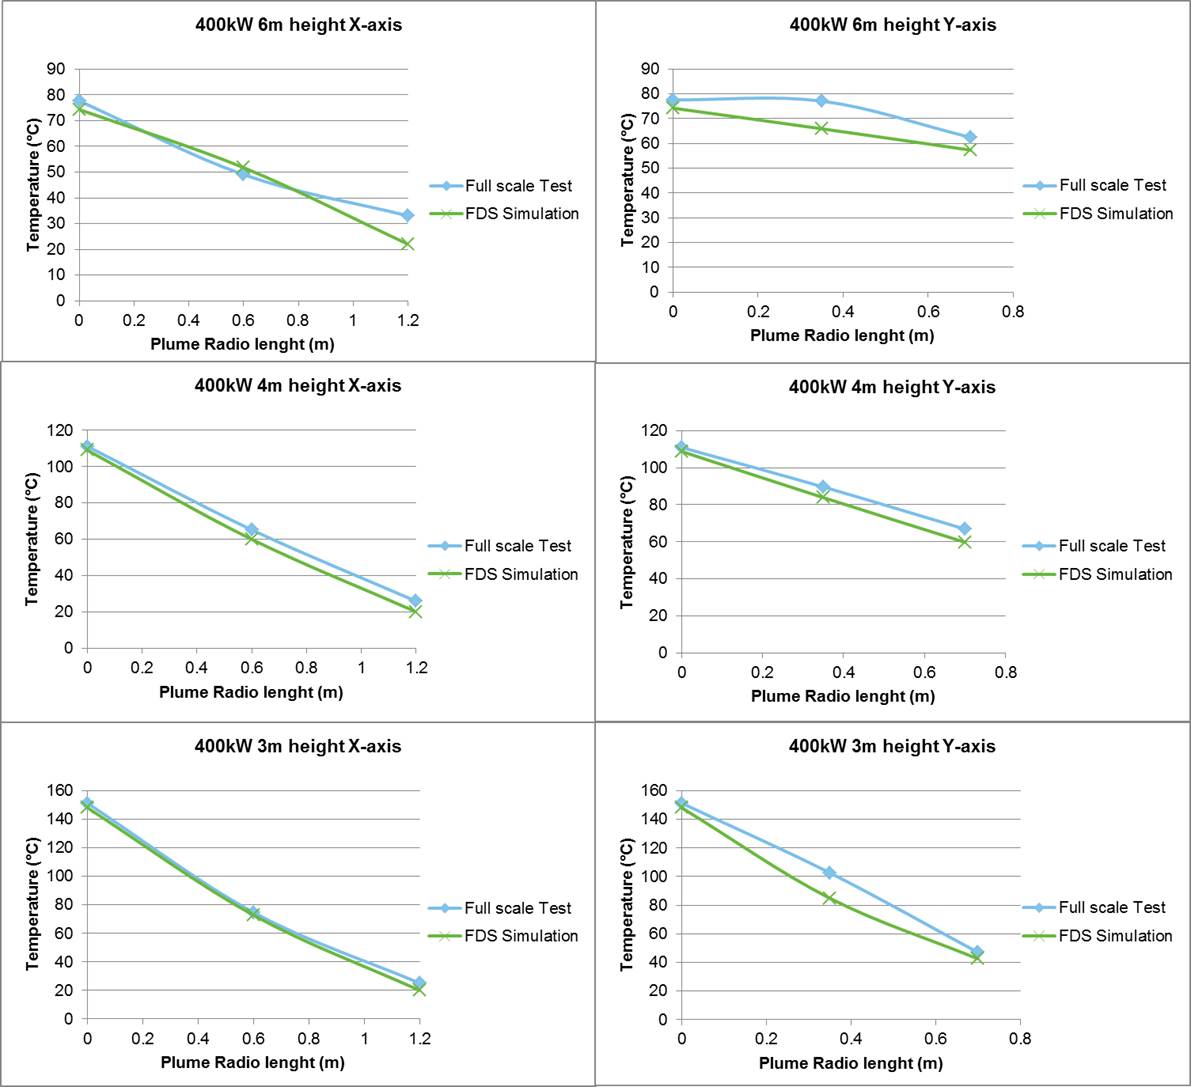 400kW 6m height X-axis
90
80
70
60
50
40
30
20
10
0
Temperature (°C)
0 0.2 0.4 0.6 0.8 1 1.2
Plume Radio lenght (m)
Full scale Test
FDS Simulation
400kW 6m height Y-axis
90
80
70
60
50
40
30
20
10
0
Temperature (°C)
0 0.2 0.4 0.6 0.8
Plume Radio lenght (m)
Full scale Test
FDS Simulation
400kW 4m height X-axis
120
100
80
60
40
20
0
Temperature (°C)
0 0.2 0.4 0.6 0.8 1 1.2
Plume Radio lenght (m)
Full scale Test
FDS Simulation
400kW 4m height Y-axis
120
100
80
60
40
20
0
Temperature (°C)
0 0.2 0.4 0.6 0.8
Plume Radio lenght (m)
Full scale Test
FDS Simulation
400kW 3m height X-axis
160
140
120
100
80
60
40
20
0
Temperature (°C)
0 0.2 0.4 0.6 0.8 1 1.2
Plume Radio lenght (m)
Full scale Test
FDS Simulation
400kW 3m height Y-axis
160
140
120
100
80
60
40
20
0
Temperature (°C)
0 0.2 0.4 0.6 0.8
Plume Radio lenght (m)
Full scale Test
FDS Simulation